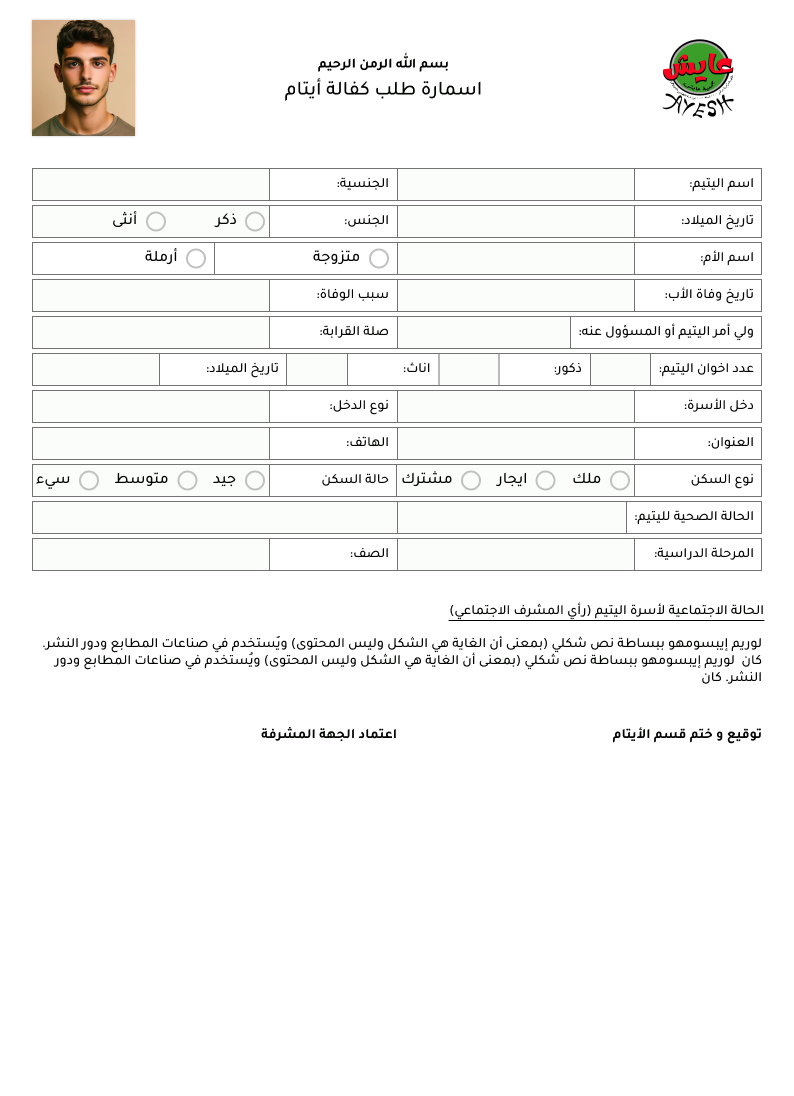 عايش
AYESH
بسم الله الرمن الرحيم
اسمارة طلب كفالة أيتام
اسم اليتيم: الجنسية:
تاريخ الميلاد: الجنس: ذكر أنثى
اسم الأم: متزوجة أرملة
تاريخ وفاة الأب: سبب الوفاة:
ولي أمر اليتيم أو المسؤول عنه: صلة القرابة:
عدد اخوان اليتيم: ذكور: اناث: تاريخ الميلاد:
دخل الأسرة: نوع الدخل:
العنوان: الهاتف:
نوع السكن ملك ايجار مشترك حالة السكن جيد متوسط سيء
الحالة الصحية لليتيم:
المرحلة الدراسية: الصف:
الحالة الاجتماعية لأسرة اليتيم (رأي المشرف الاجتماعي)
لوريم إيبسومهو ببساطة نص شكلي (بمعنى أن الغاية هي الشكل وليس المحتوى) ويُستخدم في صناعات المطابع ودور النشر.
كان لوريم إيبسومهو ببساطة نص شكلي (بمعنى أن الغاية هي الشكل وليس المحتوى) ويُستخدم في صناعات المطابع ودور
النشر. كان
توقيع و ختم قسم الأيتام اعتماد الجهة المشرفة